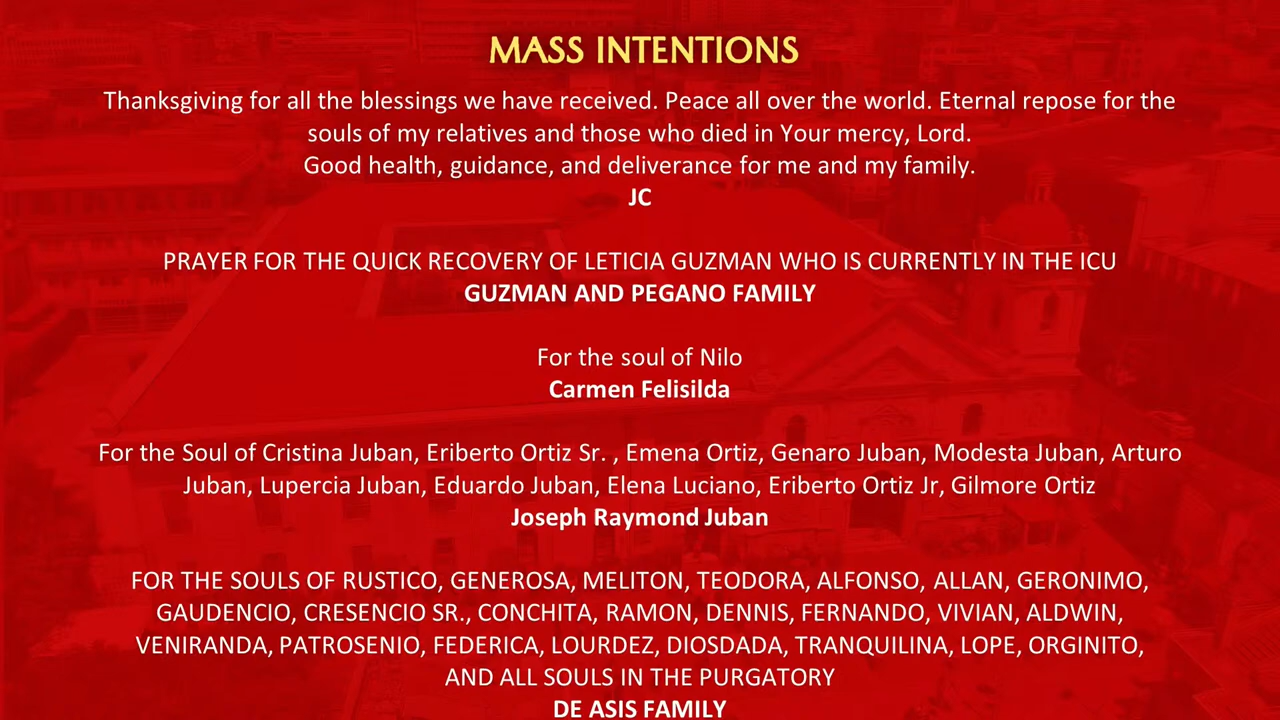 MASS INTENTIONS
Thanksgiving for all the blessings we have received. Peace all over the world. Eternal repose for the
souls of my relatives and those who died in Your mercy, Lord.
Good health, guidance, and deliverance for me and my family.
JC
PRAYER FOR THE QUICK RECOVERY OF LETICIA GUZMAN WHO IS CURRENTLY IN THE ICU
GUZMAN AND PEGANO FAMILY
For the soul of Nilo
Carmen Felisilda
For the Soul of Cristina Juban, Eriberto Ortiz Sr. , Emena Ortiz, Genaro Juban, Modesta Juban, Arturo
Juban, Lupercia Juban, Eduardo Juban, Elena Luciano, Eriberto Ortiz Jr, Gilmore Ortiz
Joseph Raymond Juban
FOR THE SOULS OF RUSTICO, GENEROSA, MELITON, TEODORA, ALFONSO, ALLAN, GERONIMO,
GAUDENCIO, CRESENCIO SR., CONCHITA, RAMON, DENNIS, FERNANDO, VIVIAN, ALDWIN,
VENIRANDA, PATROSENIO, FEDERICA, LOURDEZ, DIOSDADA, TRANQUILINA, LOPE, ORGINITO,
AND ALL SOULS IN THE PURGATORY
DE ASIS FAMILY